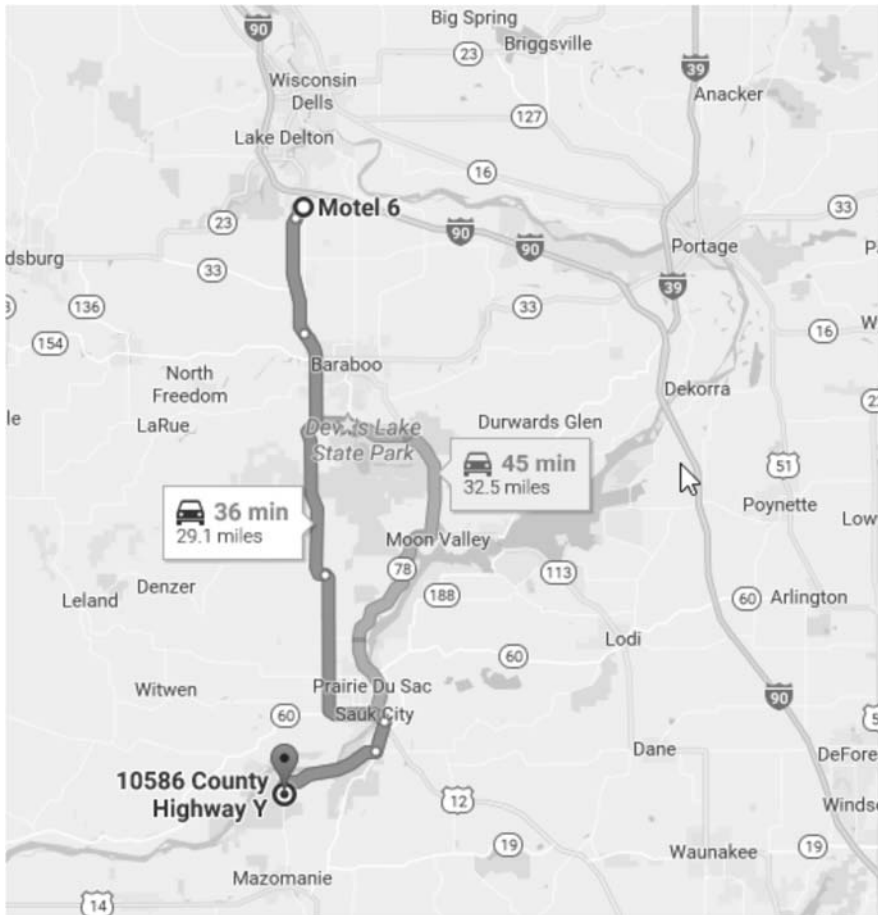 Big Spring
90
23
Briggsville
39
Wisconsin
Dells
Anacker
127
Lake Delton
16
Motel 6
23
33
90
90
Portage
dsburg
33
39
136
33
16
154
Baraboo
North
Freedom
Dekorra
LaRue
Devils Lake
State Park
Durwards Glen
45 min
32.5 miles
51
36 min
29.1 miles
Poynette
Moon Valley
78
113
Denzer
188
Leland
60
Arlington
Lodi
60
Witwen
Prairie Du Sac
90
60
Sauk City
Dane
DeFore
10586 County
Highway Y
12
Windso
19
Waunakee
19
Mazomanie
14